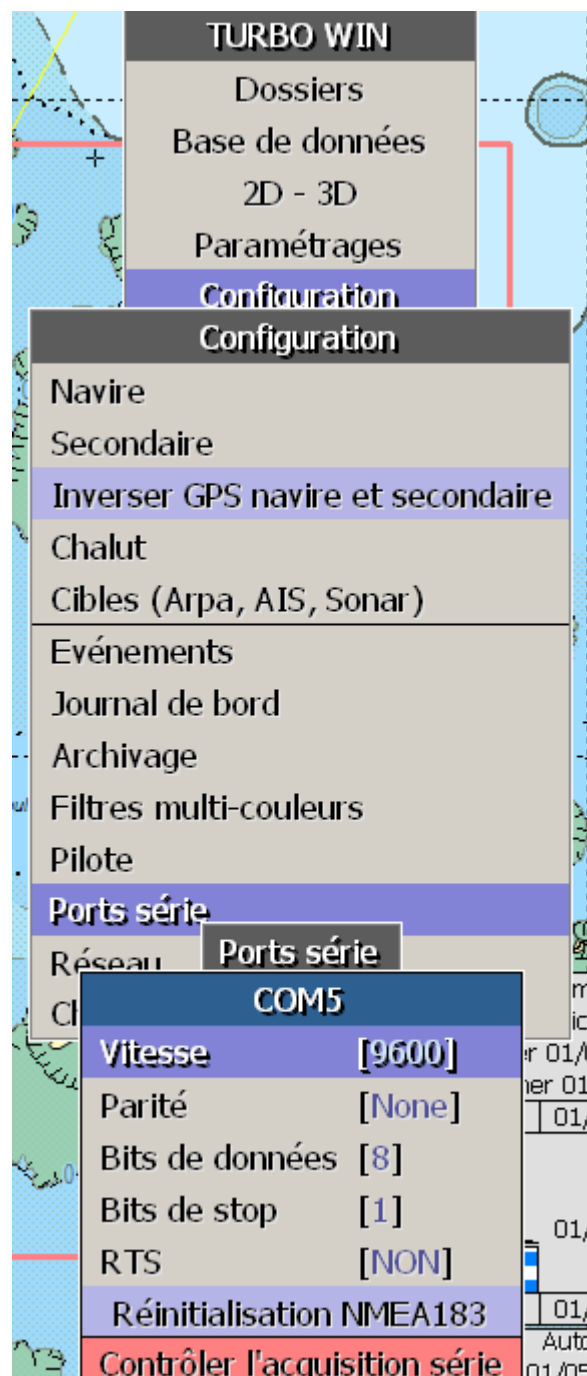 TURBO WIN
Dossiers
Base de données
2D - 3D
Paramétrages
Configuration
Configuration
Navire
Secondaire
Inverser GPS navire et secondaire
Chalut
Cibles (Arpa, AIS, Sonar)
Evénements
Journal de bord
Archivage
Filtres multi-couleurs
Pilote
Ports série
Ports série
Réseau
COM5
Vitesse [9600]
Parité [None]
Bits de données [8]
Bits de stop [1]
RTS [NON]
Réinitialisation NMEA183
Contrôler l'acquisition série